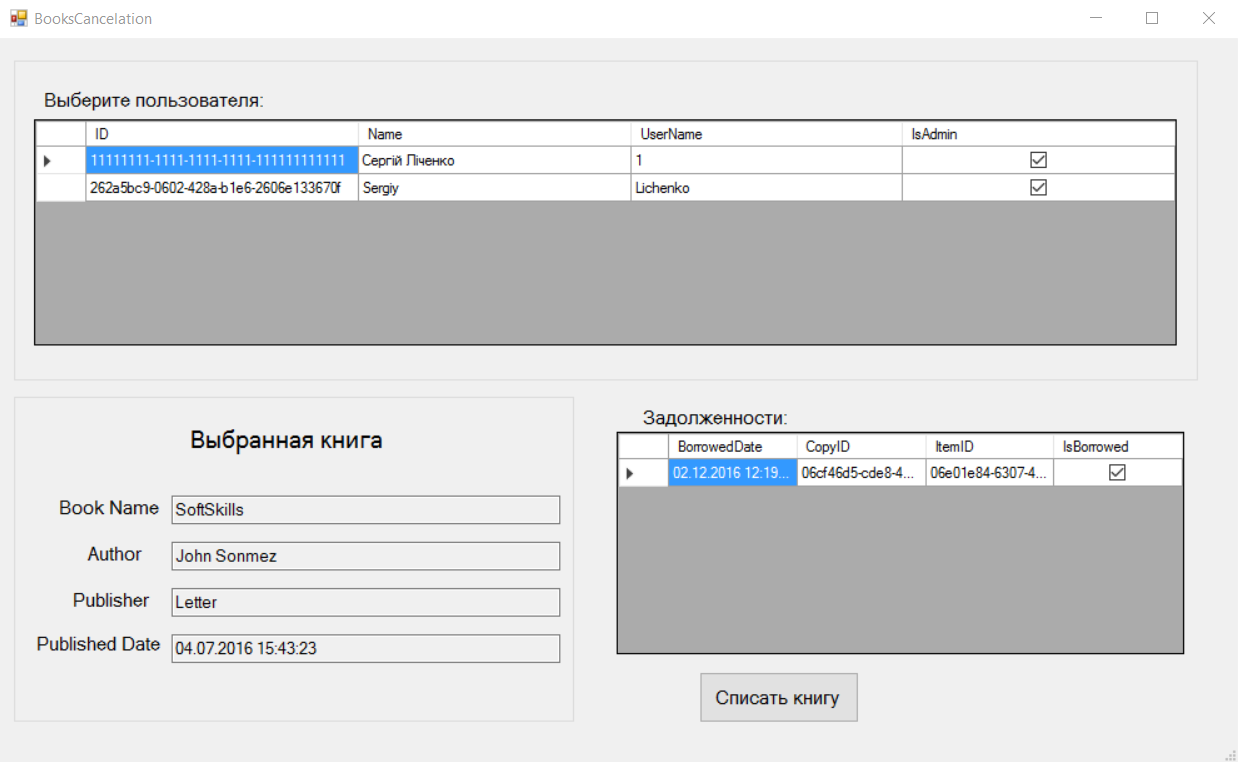 BooksCancelation
Выберите пользователя:
ID Name UserName IsAdmin
11111111-1111-1111-1111-111111111111 Сергій Ліченко 1
262a5bc9-0602-428a-b1e6-2606e133670f Sergiy Lichenko
Выбранная книга
Book Name SoftSkills
Author John Sonmez
Publisher Letter
Published Date 04.07.2016 15:43:23
Задолженности:
BorrowedDate CopyID ItemID IsBorrowed
02.12.2016 12:19... 06cf46d5-cde8-4... 06e01e84-6307-4...
Списать книгу